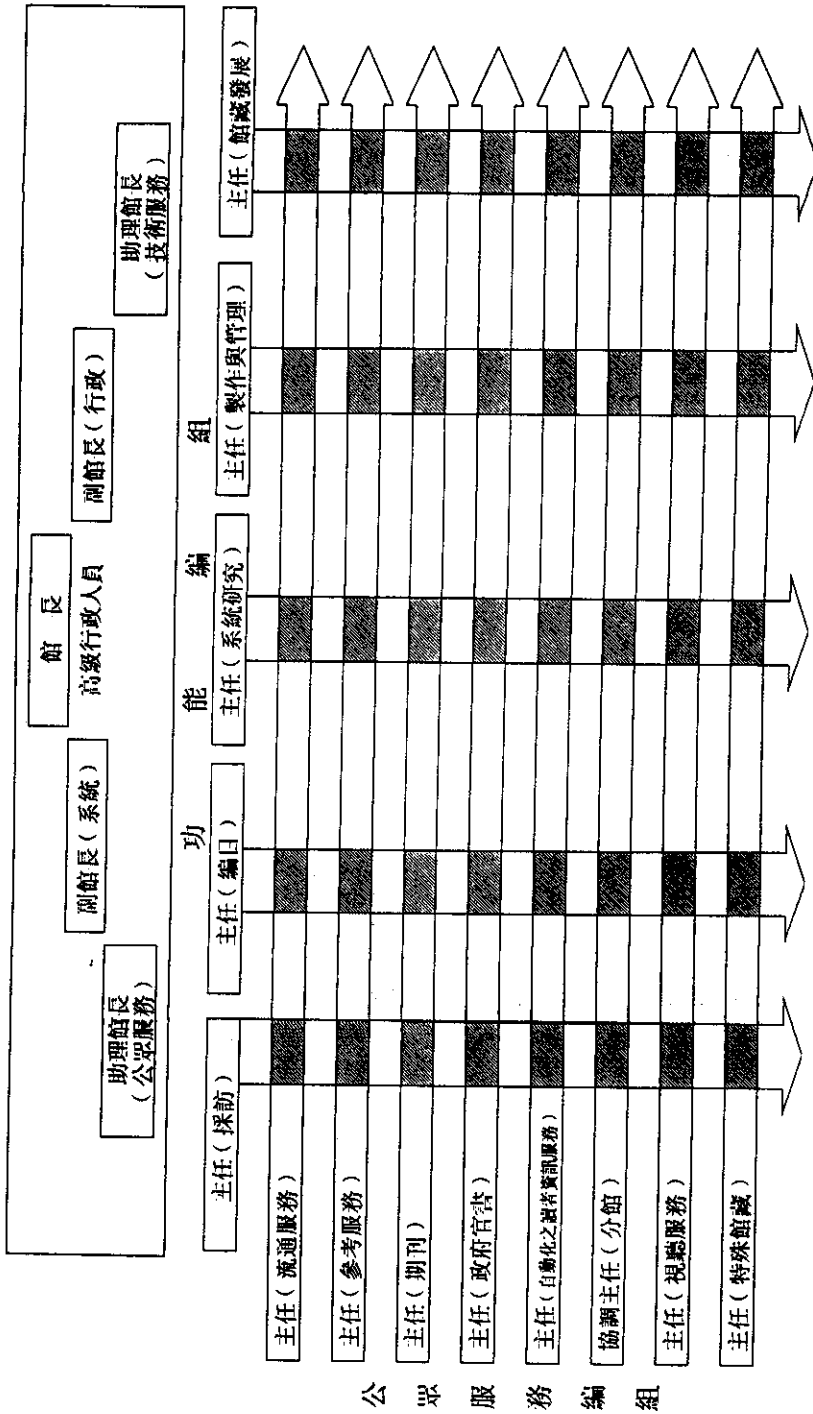 館長
高級行政人員
副館長(系統)
副館長(行政)
助理館長
(公眾服務)
助理館長
(技術服務)
功能編組
主任(採訪)
主任(編目)
主任(系統研究)
主任(製作與管理)
主任(館藏發展)
公眾服務編組
主任(流通服務)
主任(參考服務)
主任(期刊)
主任(政府官書)
主任(自動化之讀者資訊服務)
協調主任(分館)
主任(視聽服務)
主任(特殊館藏)